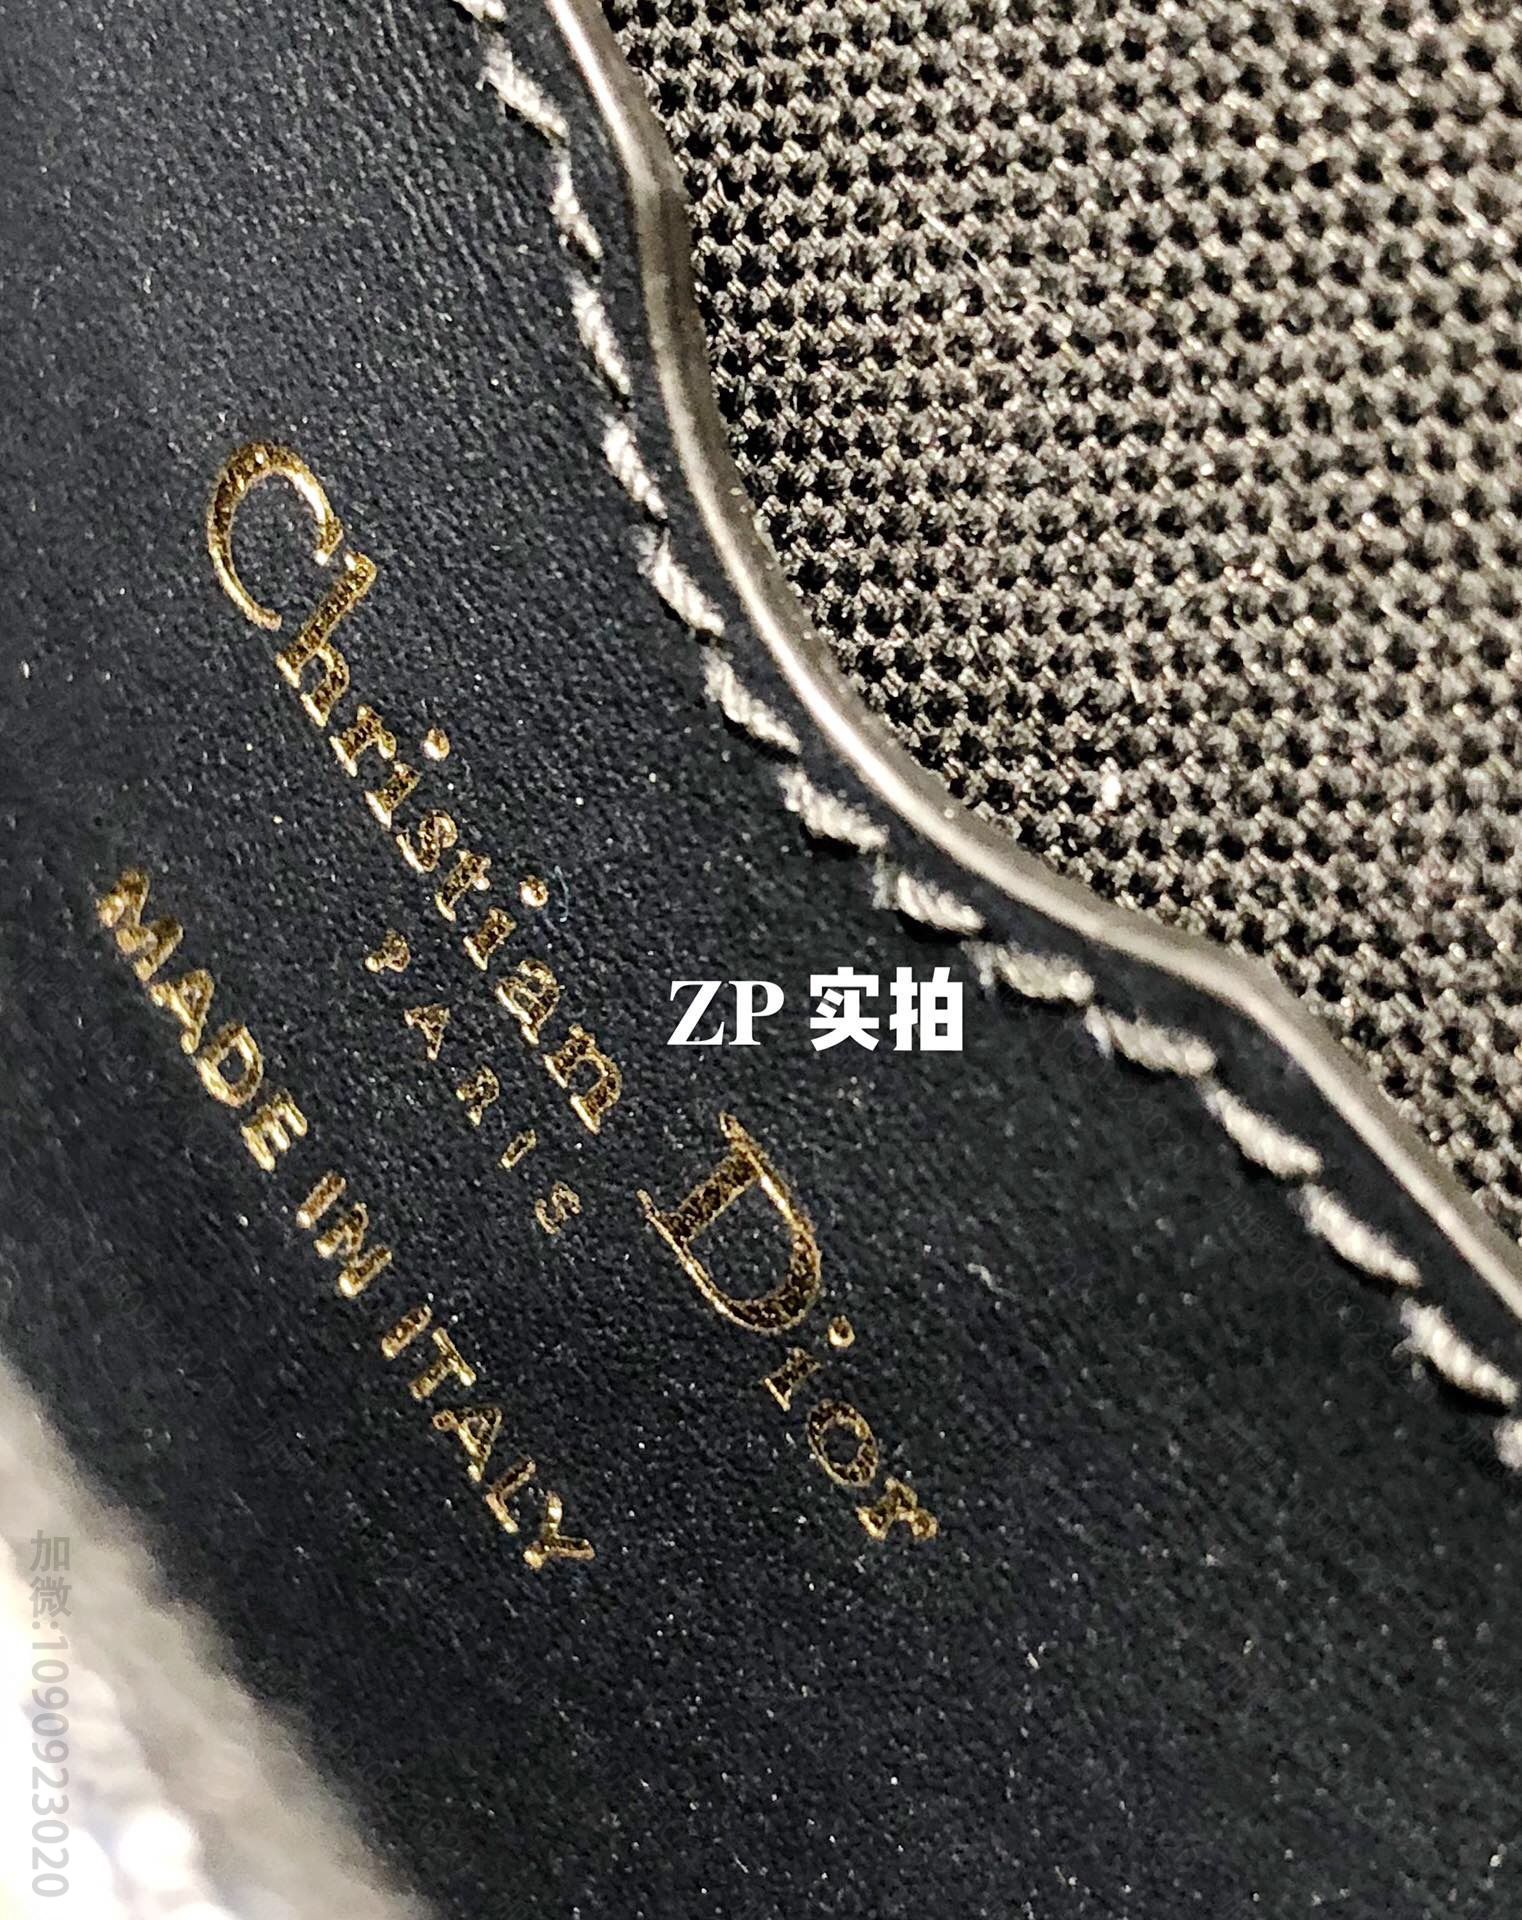 Christian Dior
PARIS
MADE IN ITALY
ZP 实拍
加微:1090923020